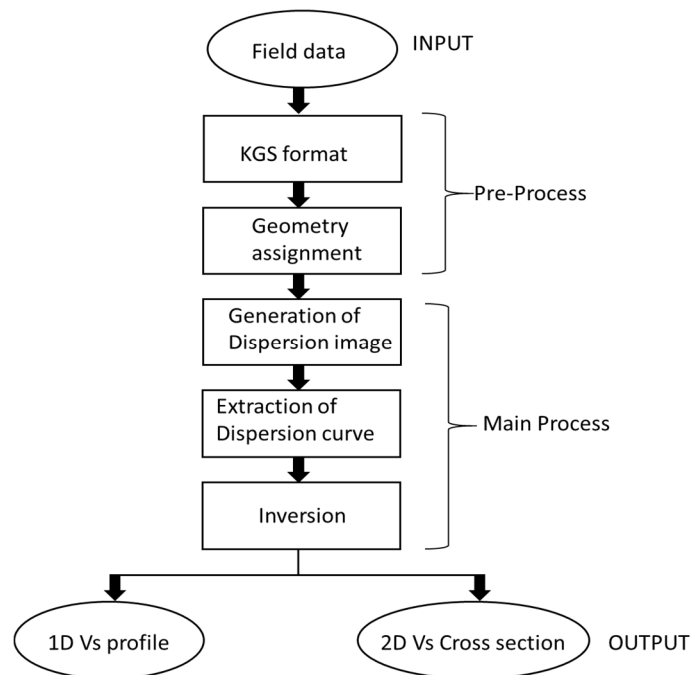 Field data
INPUT
KGS format
Pre-Process
Geometry
assignment
Generation of
Dispersion image
Extraction of
Dispersion curve
Main Process
Inversion
1D Vs profile
2D Vs Cross section
OUTPUT